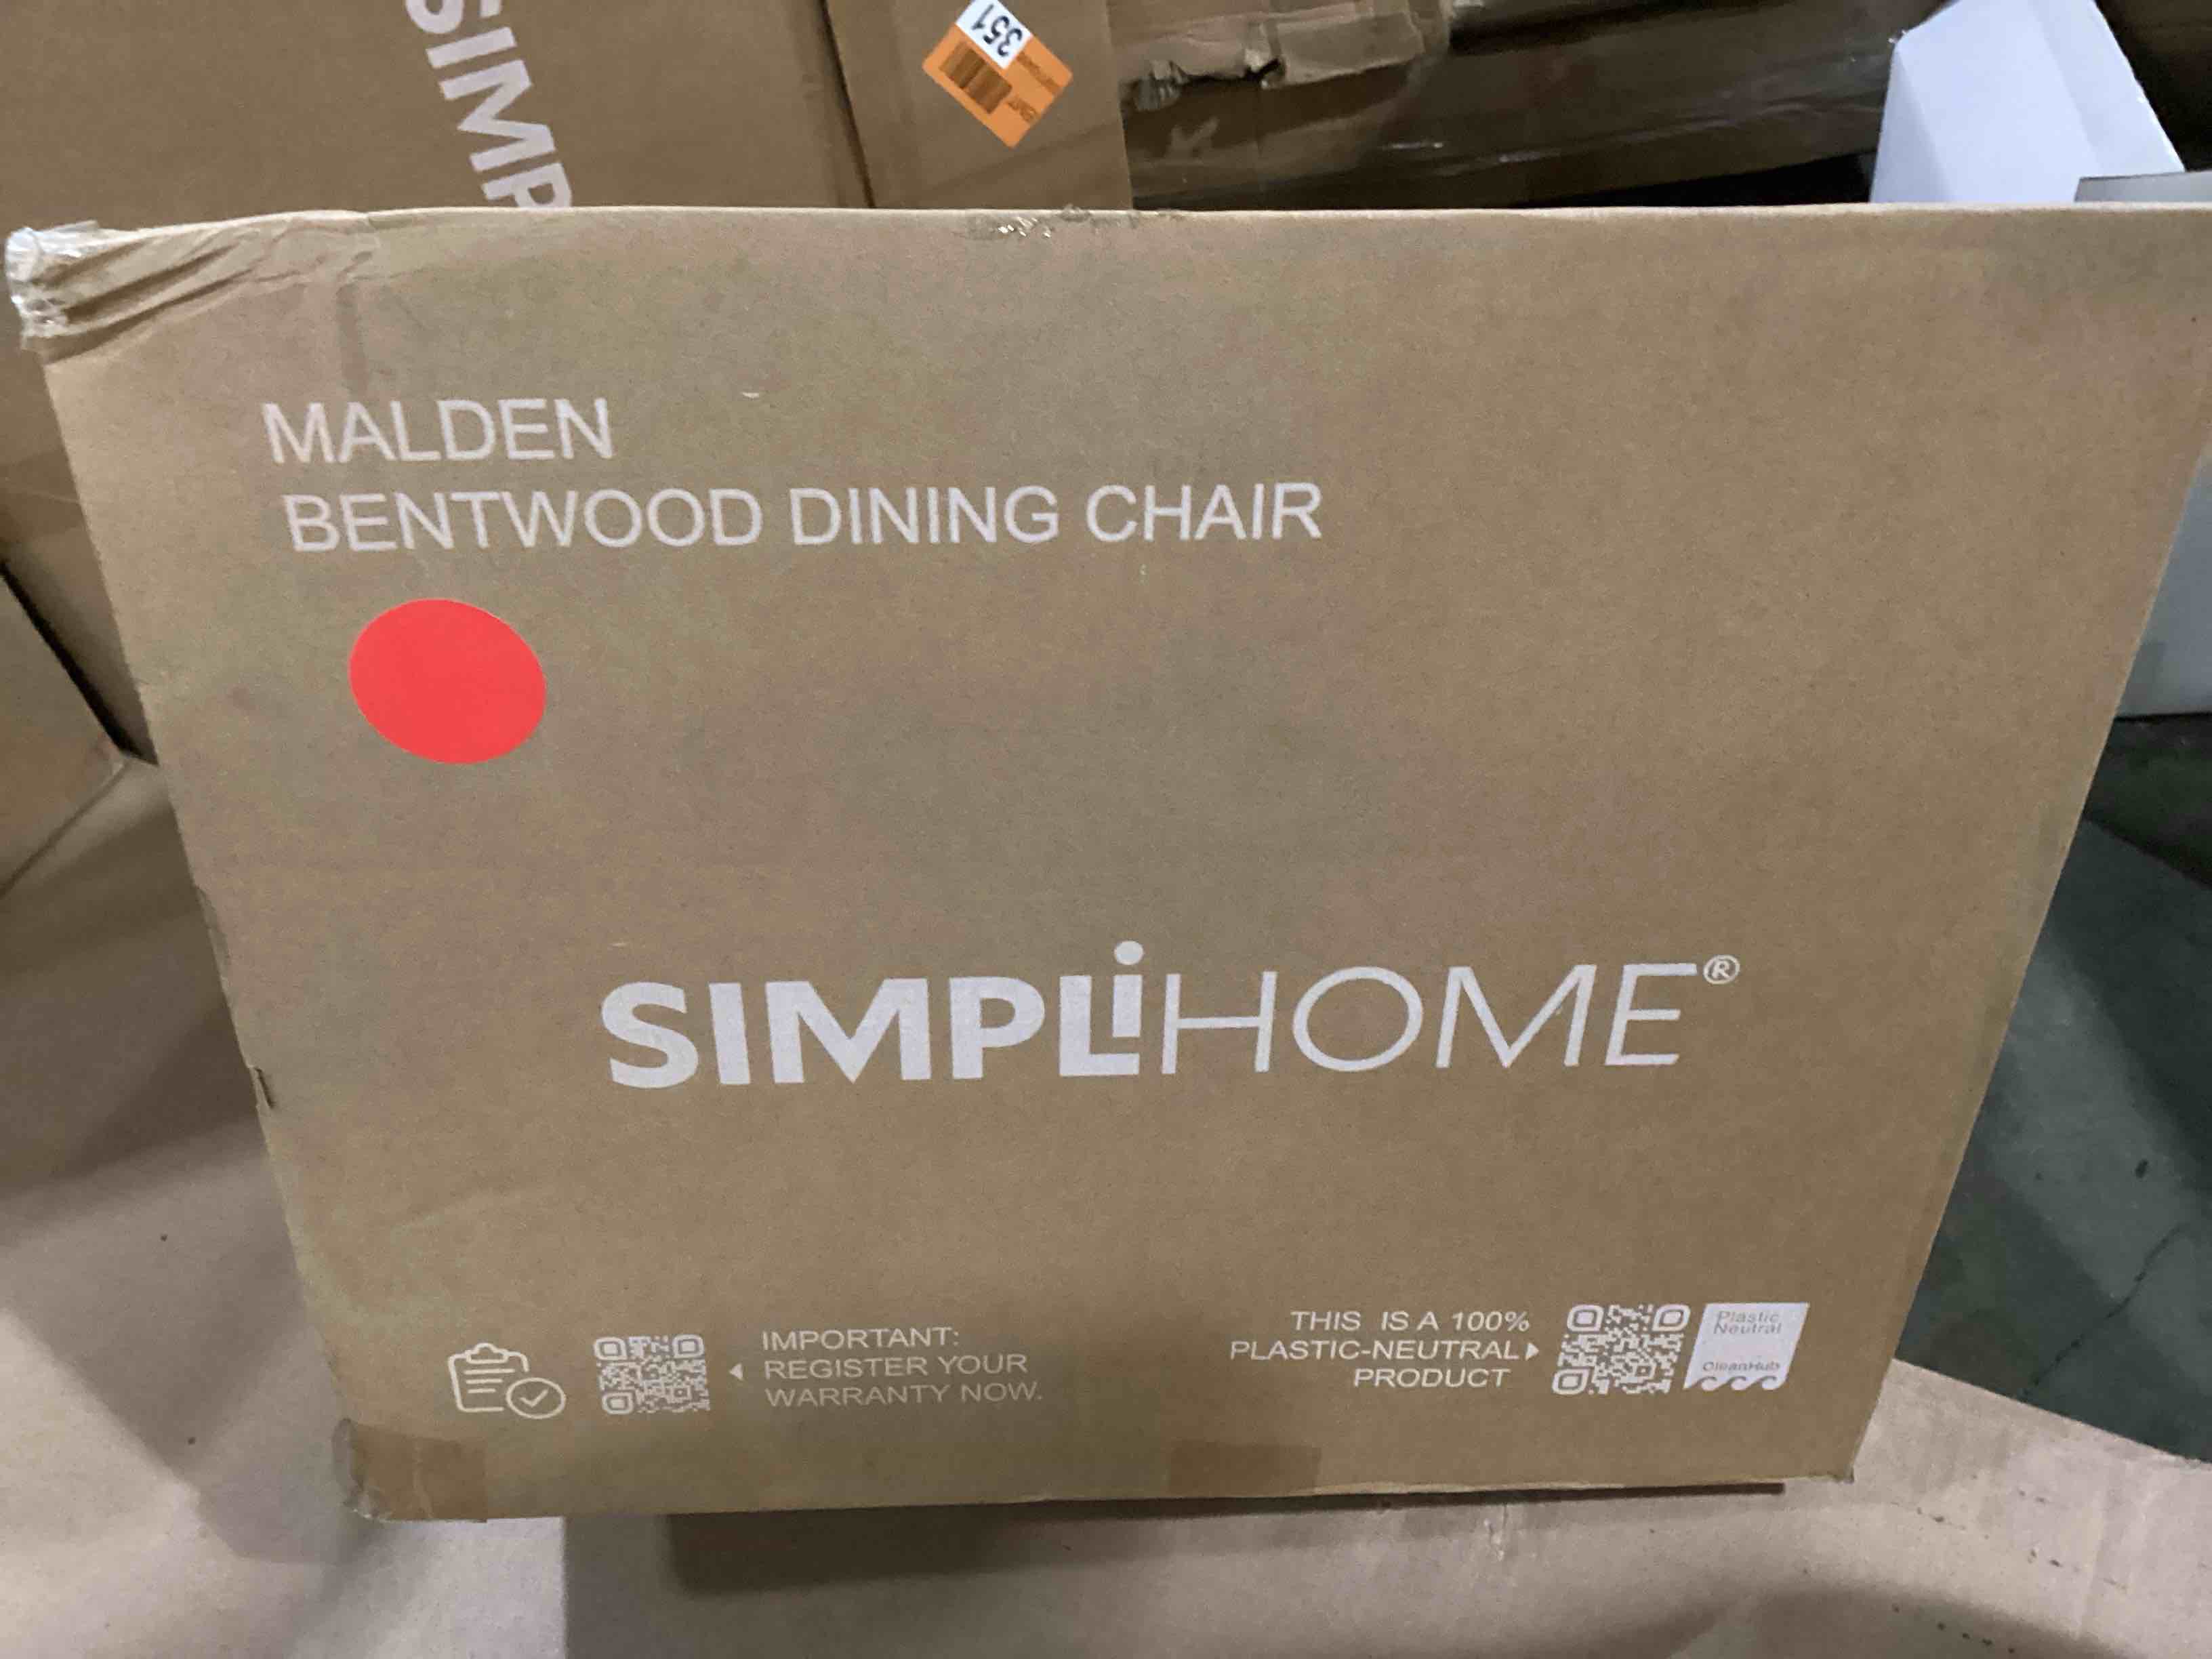 SIMP
351
MALDEN
BENTWOOD DINING CHAIR
SIMPLiHOME®
IMPORTANT:
REGISTER YOUR
WARRANTY NOW.
THIS IS A 100%
PLASTIC-NEUTRAL
PRODUCT
Plastic
Neutral
CleanHub